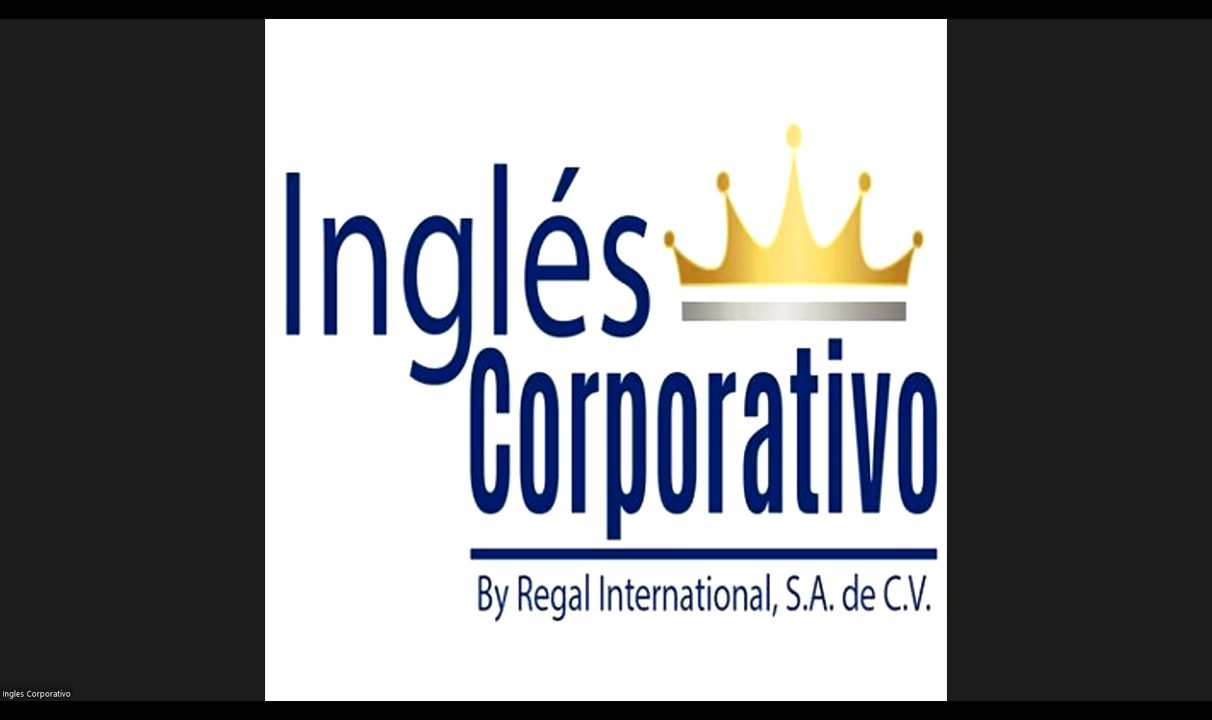 Inglés
Corporativo
By Regal International, S.A. de C.V.
Ingles Corporativo